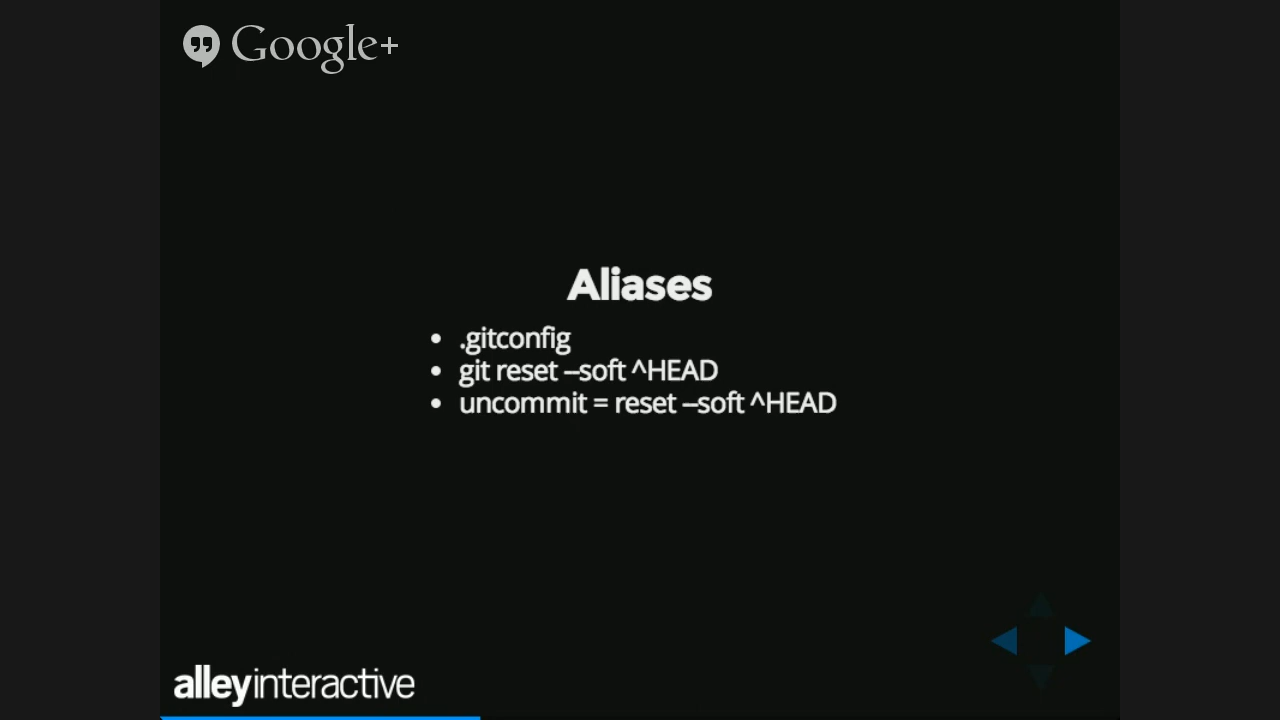 Google+
Aliases
.gitconfig
git reset --soft ^HEAD
uncommit = reset --soft ^HEAD
alleyinteractive